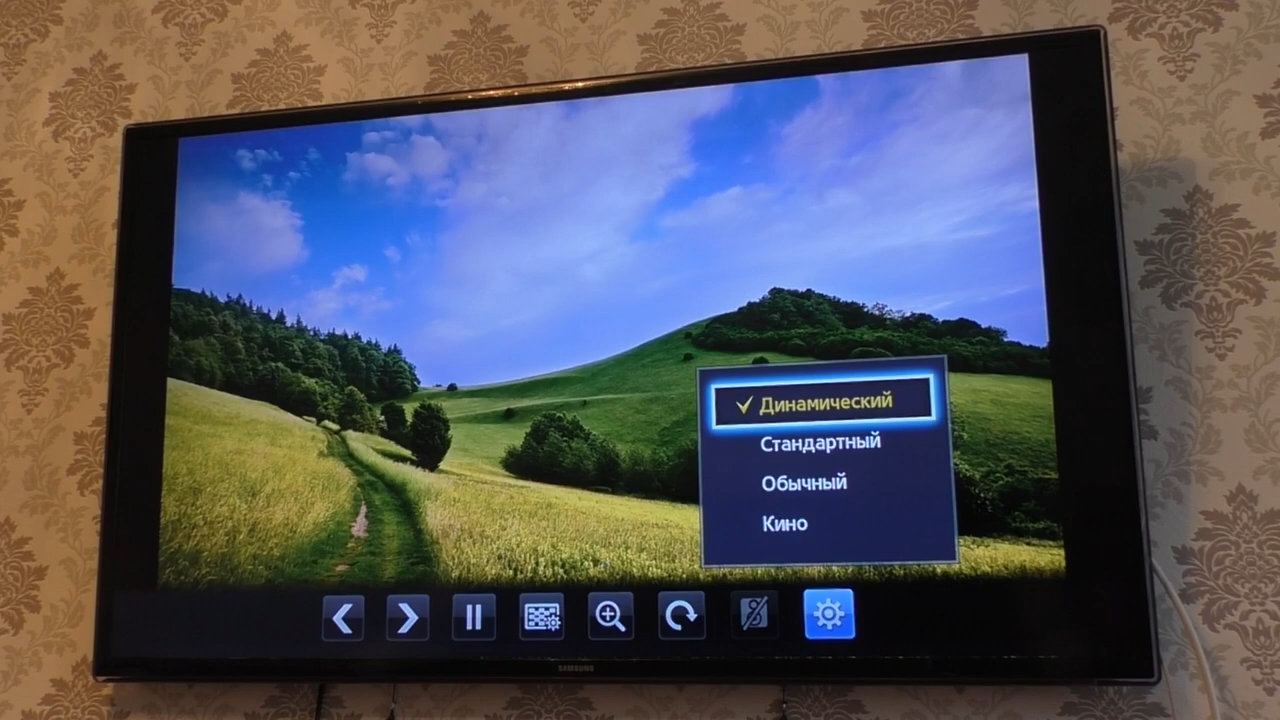 Динамический
Стандартный
Обычный
Кино
SAMSUNG